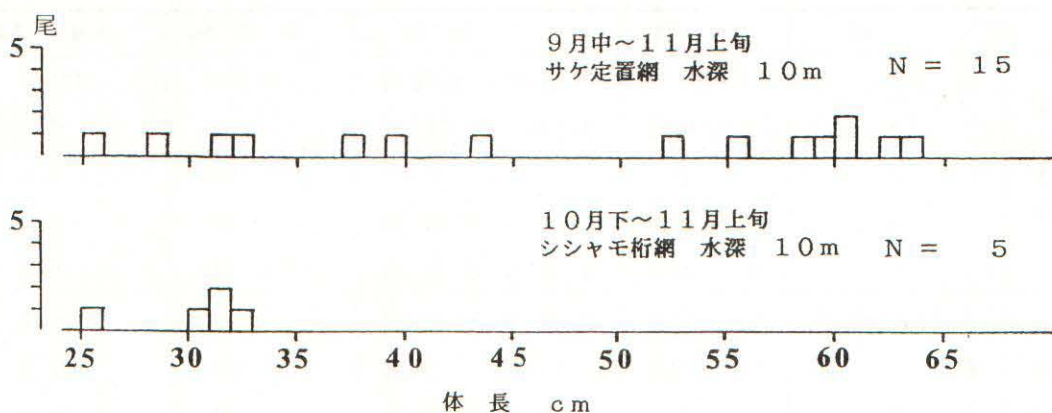 尾
5
9月中～11月上旬
サケ定置網 水深 10m N = 15
5
10月下～11月上旬
シシャモ桁網 水深 10m N = 5
25 30 35 40 45 50 55 60 65
体 長 cm